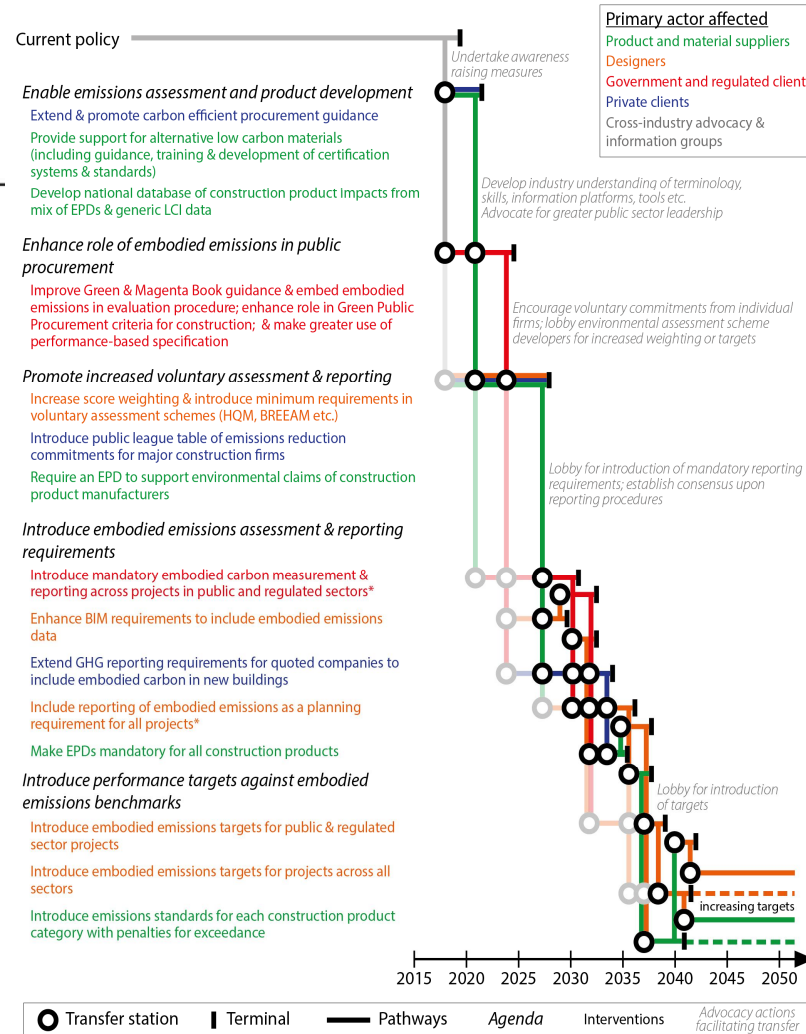 Current policy
Undertake awareness
raising measures
Primary actor affected
Product and material suppliers
Designers
Government and regulated client
Private clients
Cross-industry advocacy &
information groups
Enable emissions assessment and product development
Extend & promote carbon efficient procurement guidance
Provide support for alternative low carbon materials
(including guidance, training & development of certification
systems & standards)
Develop national database of construction product impacts from
mix of EPDs & generic LCI data
Develop industry understanding of terminology,
skills, information platforms, tools etc.
Advocate for greater public sector leadership
Enhance role of embodied emissions in public
procurement
Improve Green & Magenta Book guidance & embed embodied
emissions in evaluation procedure; enhance role in Green Public
Procurement criteria for construction; & make greater use of
performance-based specification
Encourage voluntary commitments from individual
firms; lobby environmental assessment scheme
developers for increased weighting or targets
Promote increased voluntary assessment & reporting
Increase score weighting & introduce minimum requirements in
voluntary assessment schemes (HQM, BREEAM etc.)
Introduce public league table of emissions reduction
commitments for major construction firms
Require an EPD to support environmental claims of construction
product manufacturers
Lobby for introduction of mandatory reporting
requirements; establish consensus upon
reporting procedures
Introduce embodied emissions assessment & reporting
requirements
Introduce mandatory embodied carbon measurement &
reporting across projects in public and regulated sectors*
Enhance BIM requirements to include embodied emissions
data
Extend GHG reporting requirements for quoted companies to
include embodied carbon in new buildings
Include reporting of embodied emissions as a planning
requirement for all projects*
Make EPDs mandatory for all construction products
Introduce performance targets against embodied
emissions benchmarks
Lobby for introduction
of targets
Introduce embodied emissions targets for public & regulated
sector projects
Introduce embodied emissions targets for projects across all
sectors
Introduce emissions standards for each construction product
category with penalties for exceedance
increasing targets
2015 2020 2025 2030 2035 2040 2045 2050
Transfer station Terminal Pathways Agenda Interventions Advocacy actions
facilitating transfer